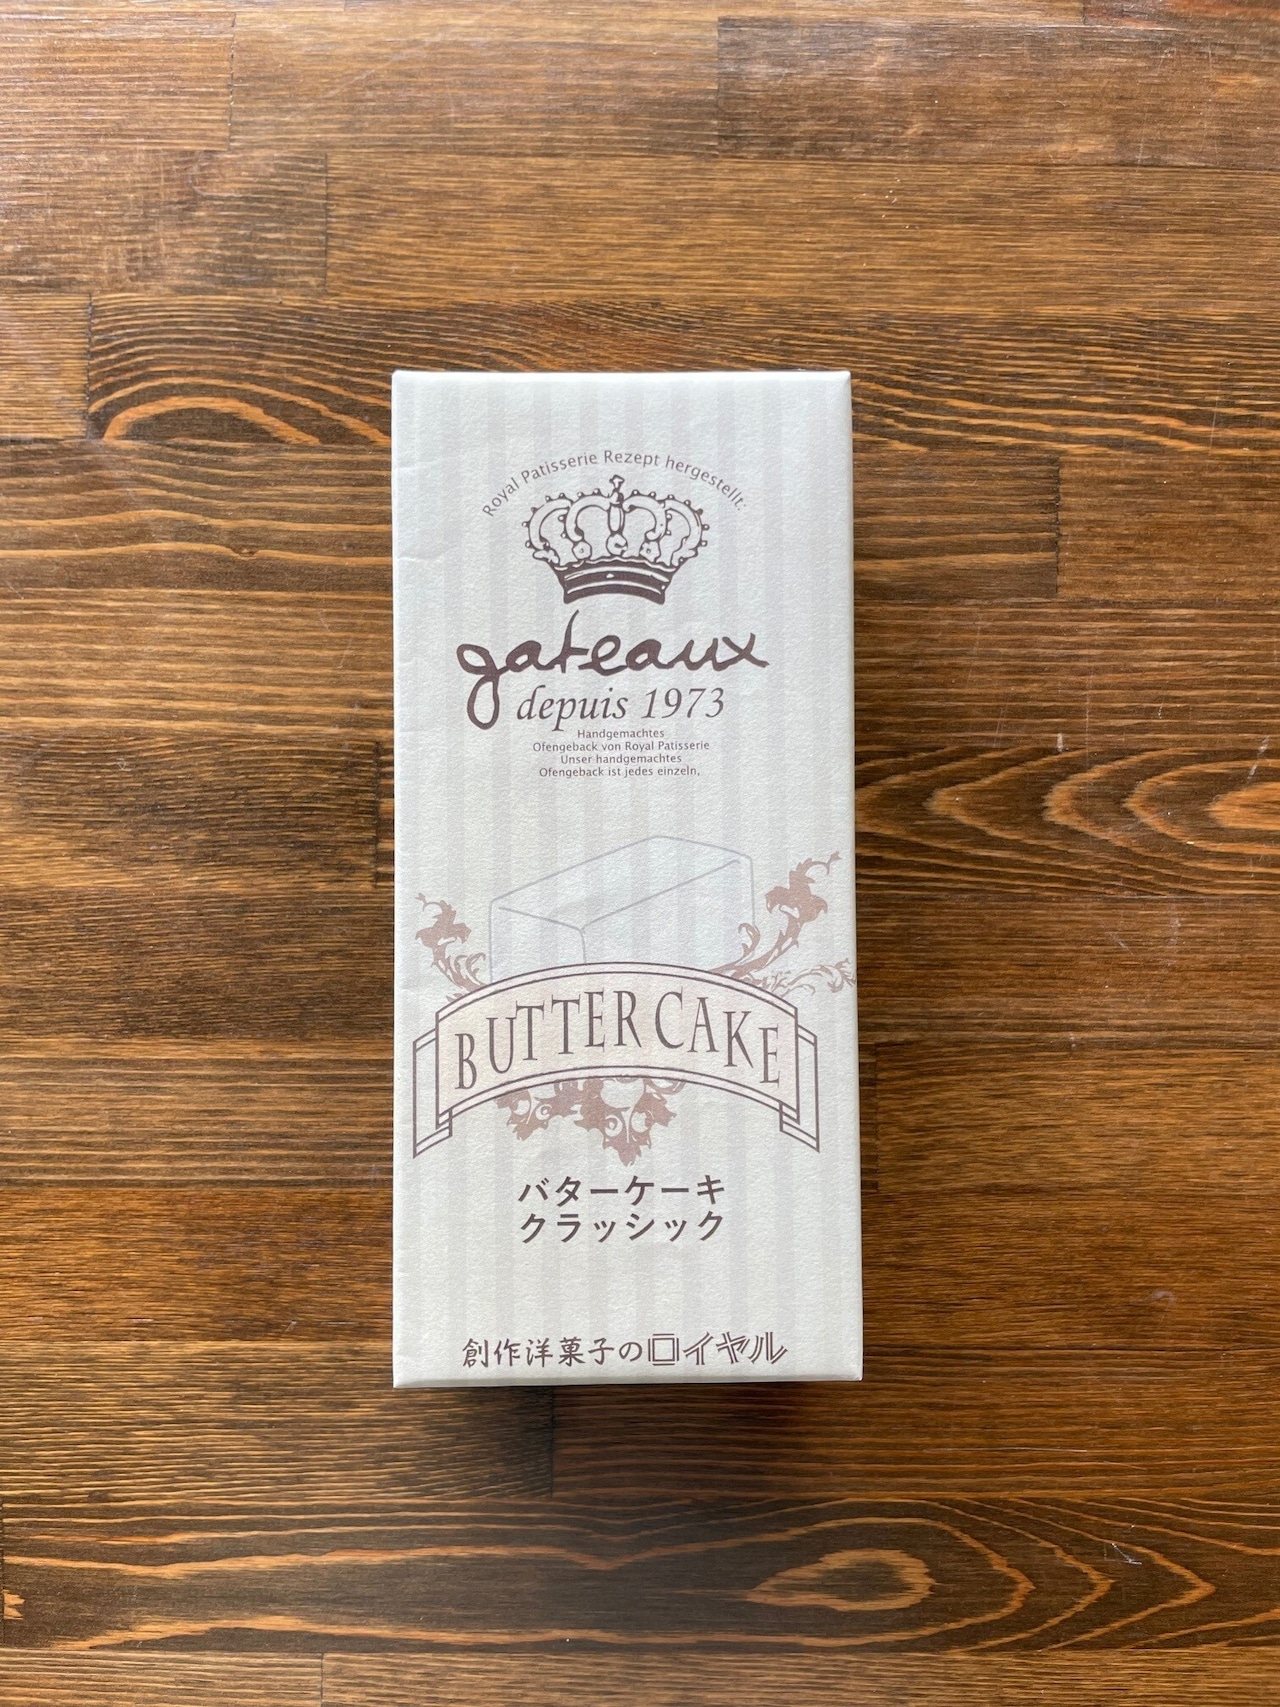 Royal Patisserie Rezept hergestellt:
gateaux
depuis 1973
Handgemachtes
Ofengeback von Royal Patisserie
Unser handgemachtes
Ofengeback ist jedes einzeln,
BUTTER CAKE
バターケーキ
クラッシック
創作洋菓子のロイヤル